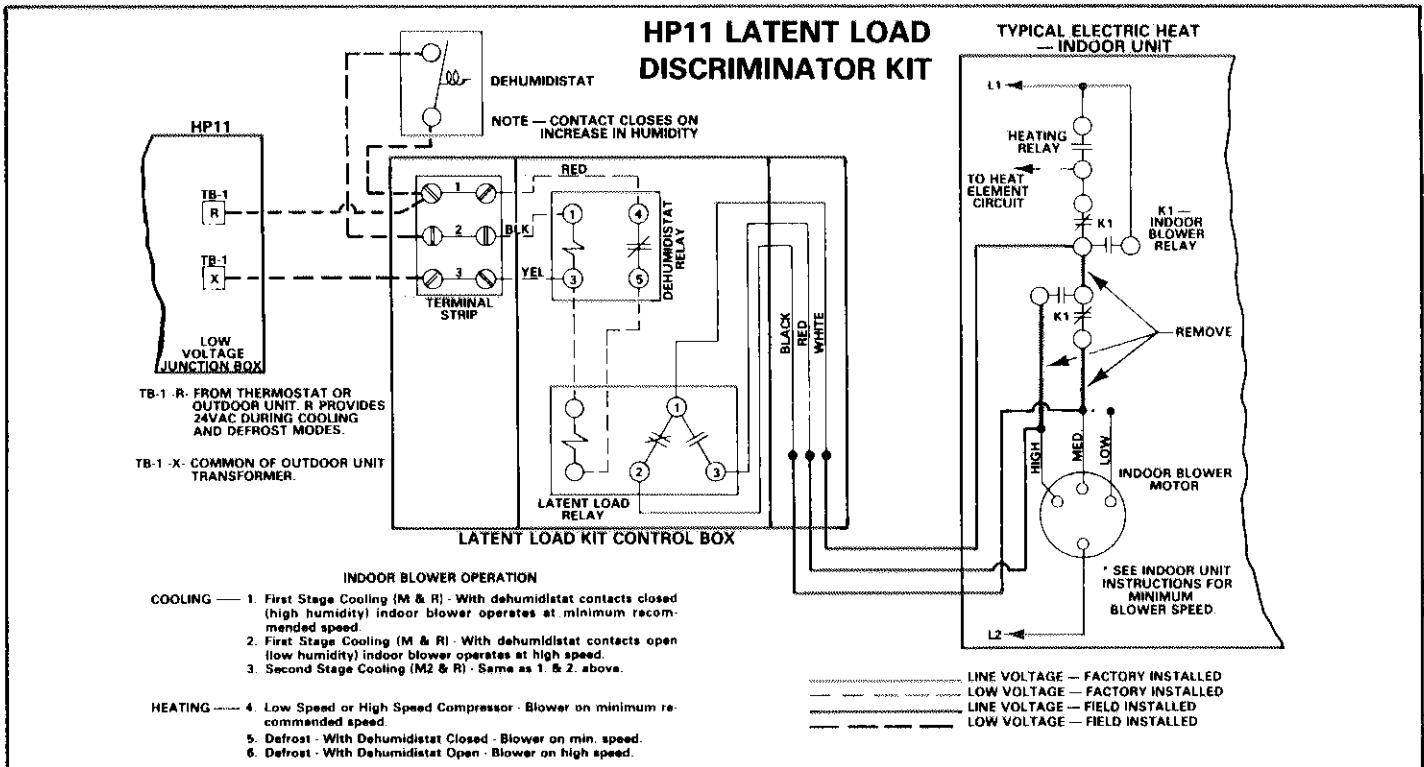 HP11 LATENT LOAD
DISCRIMINATOR KIT
TYPICAL ELECTRIC HEAT
— INDOOR UNIT
DEHUMIDISTAT
NOTE — CONTACT CLOSES ON
INCREASE IN HUMIDITY
HP11
TB-1
R
TB-1
X
LOW
VOLTAGE
JUNCTION BOX
TB-1 -R- FROM THERMOSTAT OR
OUTDOOR UNIT. R PROVIDES
24VAC DURING COOLING
AND DEFROST MODES.
TB-1 -X- COMMON OF OUTDOOR UNIT
TRANSFORMER.
1
2
3
TERMINAL
STRIP
RED
BLK
YEL
1
4
3
5
DEHUMIDISTAT
RELAY
1
2
3
LATENT LOAD
RELAY
BLACK
RED
WHITE
LATENT LOAD KIT CONTROL BOX
L1
HEATING
RELAY
TO HEAT
ELEMENT
CIRCUIT
K1
K1 —
INDOOR
BLOWER
RELAY
K1
REMOVE
HIGH
MED
LOW
INDOOR BLOWER
MOTOR
* SEE INDOOR UNIT
INSTRUCTIONS FOR
MINIMUM
BLOWER SPEED.
L2
INDOOR BLOWER OPERATION
COOLING — 1. First Stage Cooling (M & R) - With dehumidistat contacts closed
(high humidity) indoor blower operates at minimum recom-
mended speed.
2. First Stage Cooling (M & R) - With dehumidistat contacts open
(low humidity) indoor blower operates at high speed.
3. Second Stage Cooling (M2 & R) - Same as 1. & 2. above.
HEATING — 4. Low Speed or High Speed Compressor - Blower on minimum re-
commended speed.
5. Defrost - With Dehumidistat Closed - Blower on min. speed.
6. Defrost - With Dehumidistat Open - Blower on high speed.
LINE VOLTAGE — FACTORY INSTALLED
LOW VOLTAGE — FACTORY INSTALLED
LINE VOLTAGE — FIELD INSTALLED
LOW VOLTAGE — FIELD INSTALLED